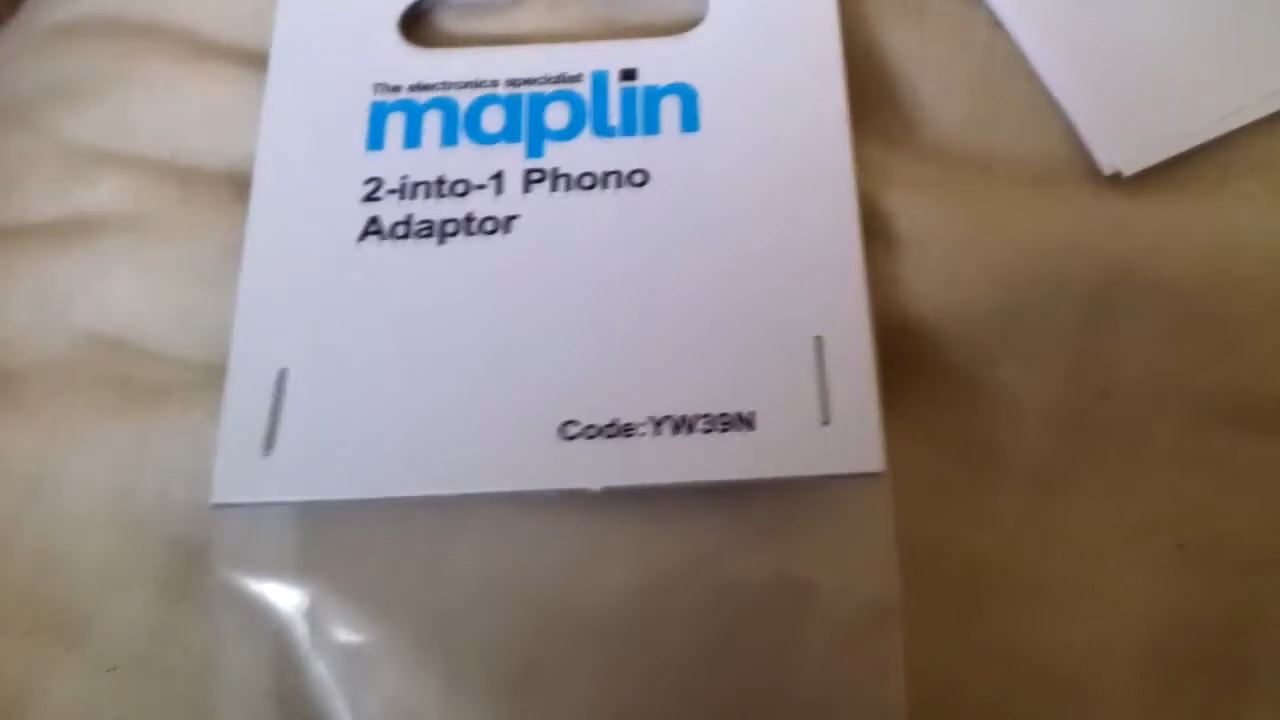 The electronics specialist
maplin
2-into-1 Phono
Adaptor
Code:YW39N